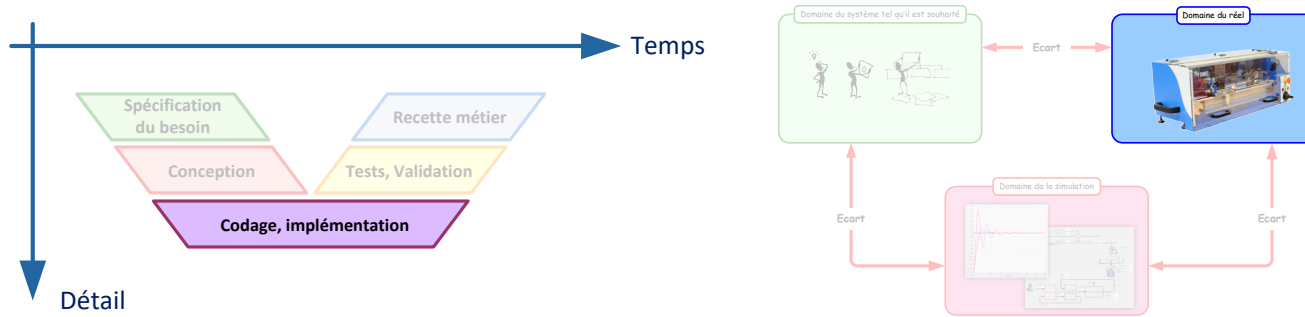 Temps
Détail
Spécification
du besoin
Recette métier
Conception
Tests, Validation
Codage, implémentation
Domaine du système tel qu'il est souhaité
Ecart
Domaine du réel
Ecart
Domaine da la simulation
Ecart